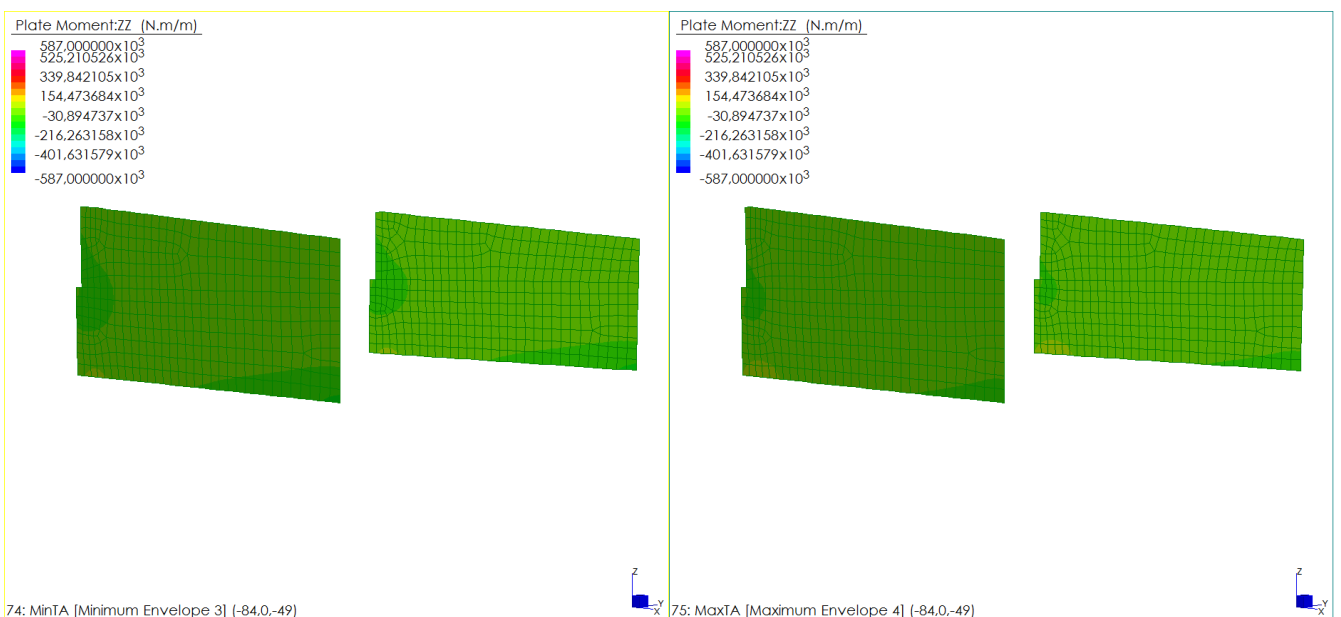 Plate Moment:ZZ (N.m/m)
587,000000x10³
525,210526x10³
339,842105x10³
154,473684x10³
-30,894737x10³
-216,263158x10³
-401,631579x10³
-587,000000x10³
Z
Y
X
74: MinTA [Minimum Envelope 3] (-84,0,-49)
Plate Moment:ZZ (N.m/m)
587,000000x10³
525,210526x10³
339,842105x10³
154,473684x10³
-30,894737x10³
-216,263158x10³
-401,631579x10³
-587,000000x10³
Z
Y
X
75: MaxTA [Maximum Envelope 4] (-84,0,-49)